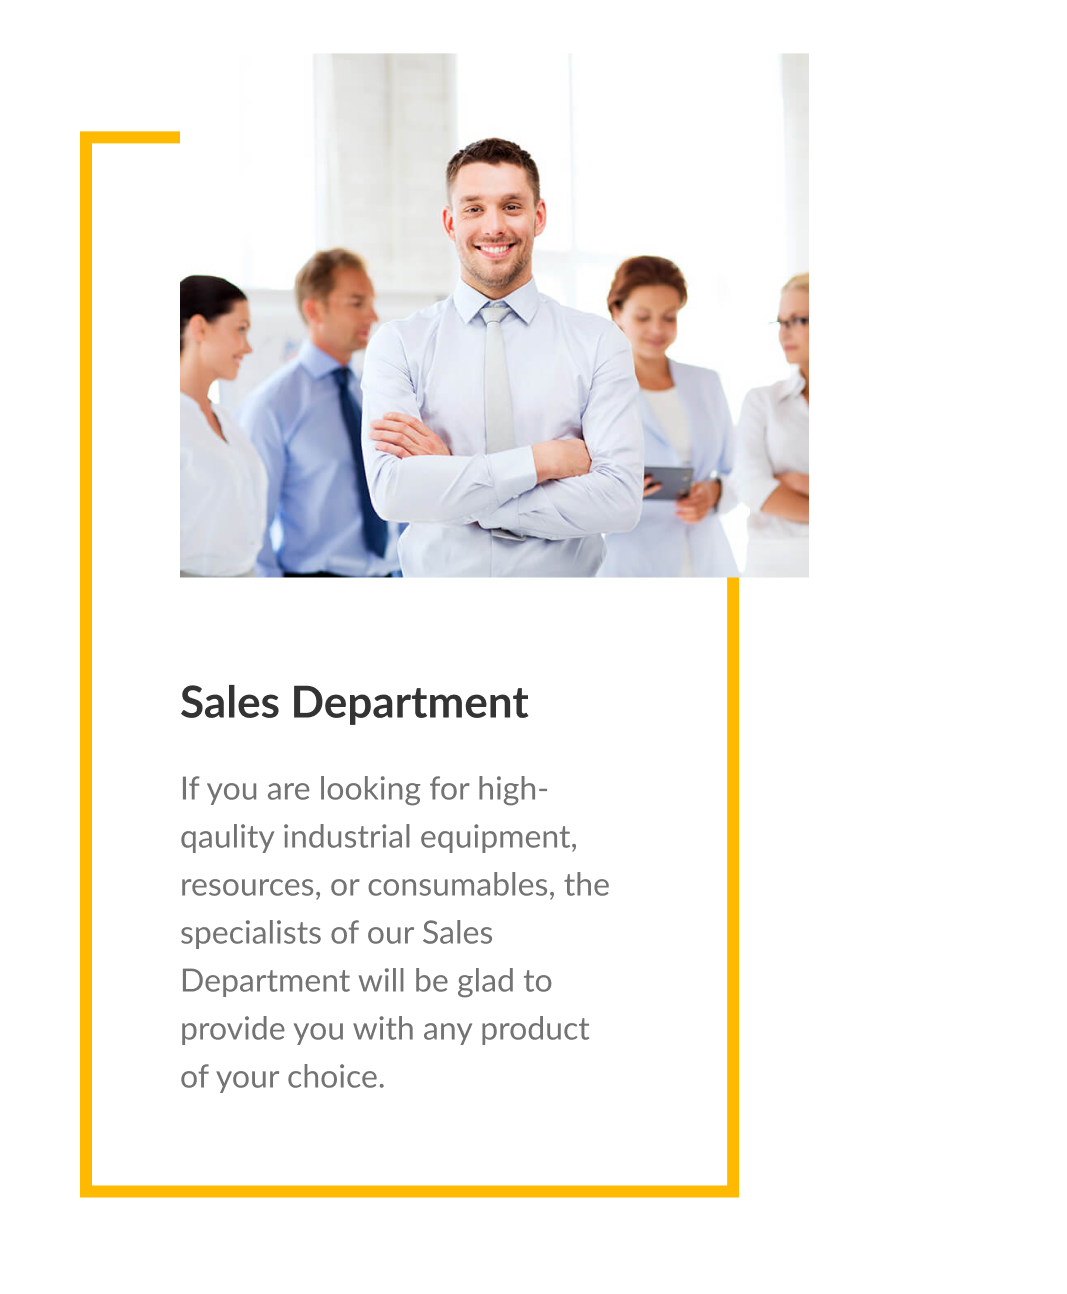 Sales Department
If you are looking for high-
qaulity industrial equipment,
resources, or consumables, the
specialists of our Sales
Department will be glad to
provide you with any product
of your choice.